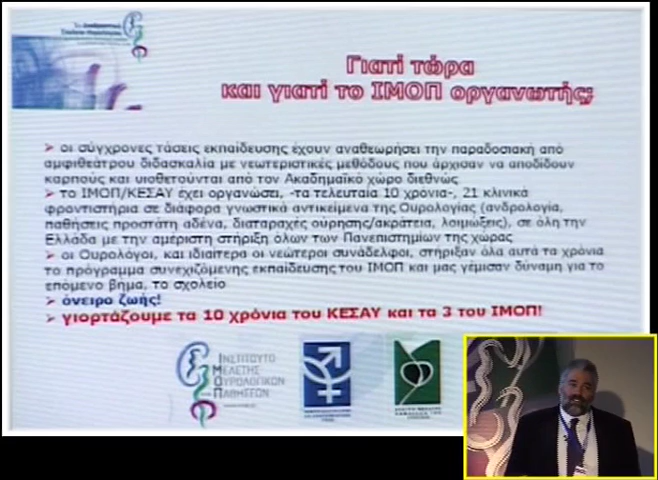 Γιατί τώρα
και γιατί το ΙΜΟΠ οργανωτής;
οι σύγχρονες τάσεις εκπαίδευσης έχουν αναθεωρήσει την παραδοσιακή από
αμφιθεάτρου διδασκαλία με νεωτεριστικές μεθόδους που άρχισαν να αποδίδουν
καρπούς και υιοθετούνται από τον Ακαδημαϊκό χώρο διεθνώς
το ΙΜΟΠ/ΚΕΣΑΥ έχει οργανώσει, -τα τελευταία 10 χρόνια-, 21 κλινικά
φροντιστήρια σε διάφορα γνωστικά αντικείμενα της Ουρολογίας (ανδρολογία,
παθήσεις προστάτη αδένα, διαταραχές ούρησης/ακράτεια, λοιμώξεις), σε όλη την
Ελλάδα με την αμέριστη στήριξη όλων των Πανεπιστημίων της χώρας
οι Ουρολόγοι, και ιδιαίτερα οι νεώτεροι συνάδελφοι, στήριξαν όλα αυτά τα χρόνια
το πρόγραμμα συνεχιζόμενης εκπαίδευσης του ΙΜΟΠ και μας γέμισαν δύναμη για το
επόμενο βήμα, το σχολείο
όνειρο ζωής!
γιορτάζουμε τα 10 χρόνια του ΚΕΣΑΥ και τα 3 του ΙΜΟΠ!
ΙΝΣΤΙΤΟΥΤΟ
ΜΕΛΕΤΗΣ
ΟΥΡΟΛΟΓΙΚΩΝ
ΠΑΘΗΣΕΩΝ